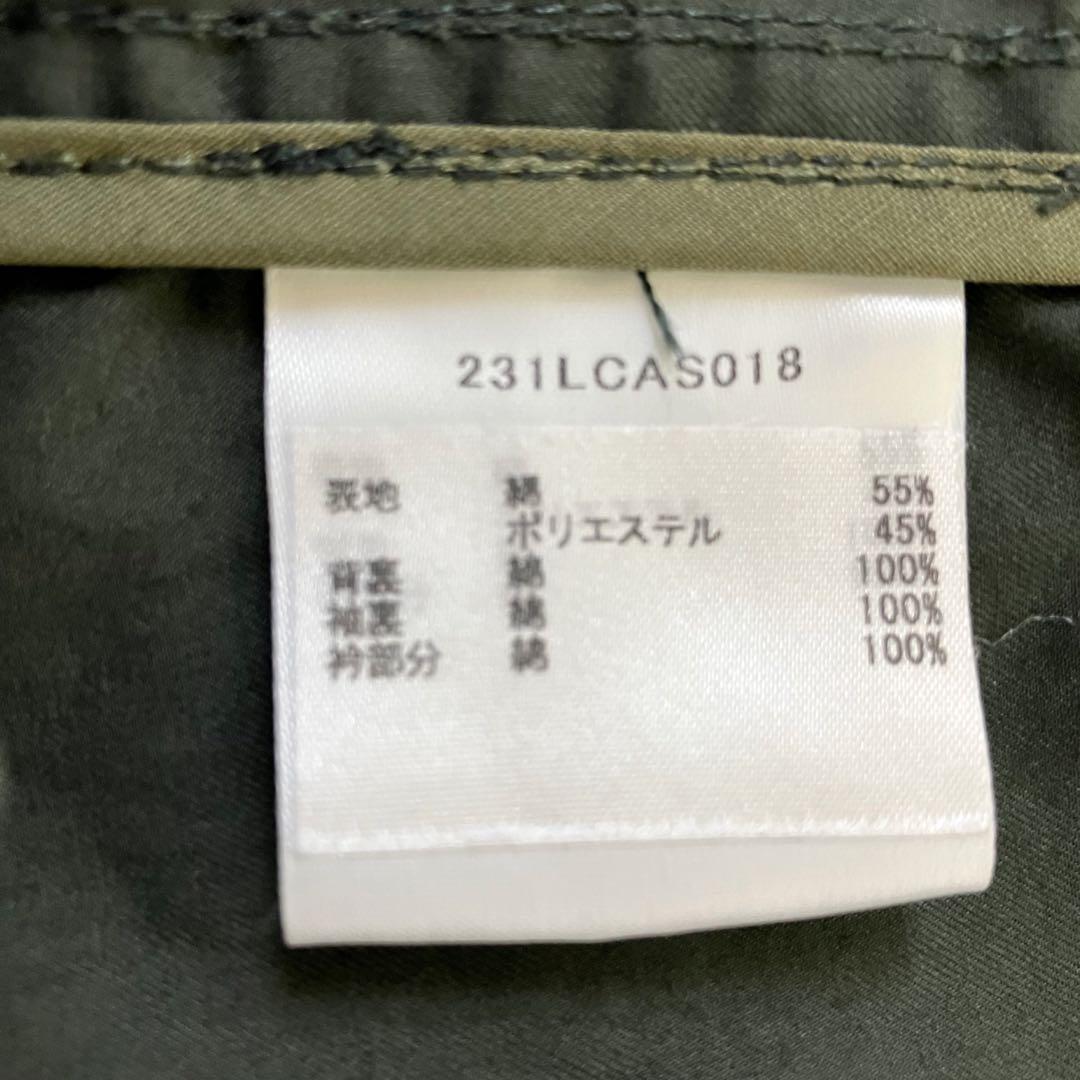 231LCAS018
表地 綿 55%
ポリエステル 45%
背裏 綿 100%
袖裏 綿 100%
衿部分 綿 100%